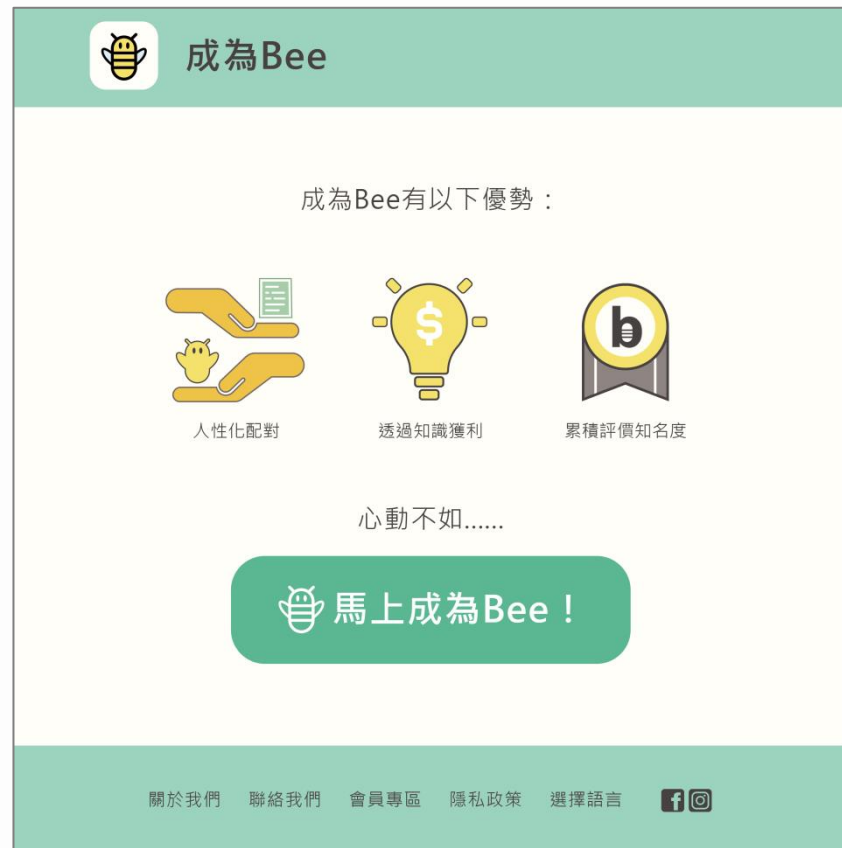 成為Bee
成為Bee有以下優勢：
$
b
人性化配對 透過知識獲利 累積評價知名度
心動不如......
馬上成為Bee！
關於我們 聯絡我們 會員專區 隱私政策 選擇語言